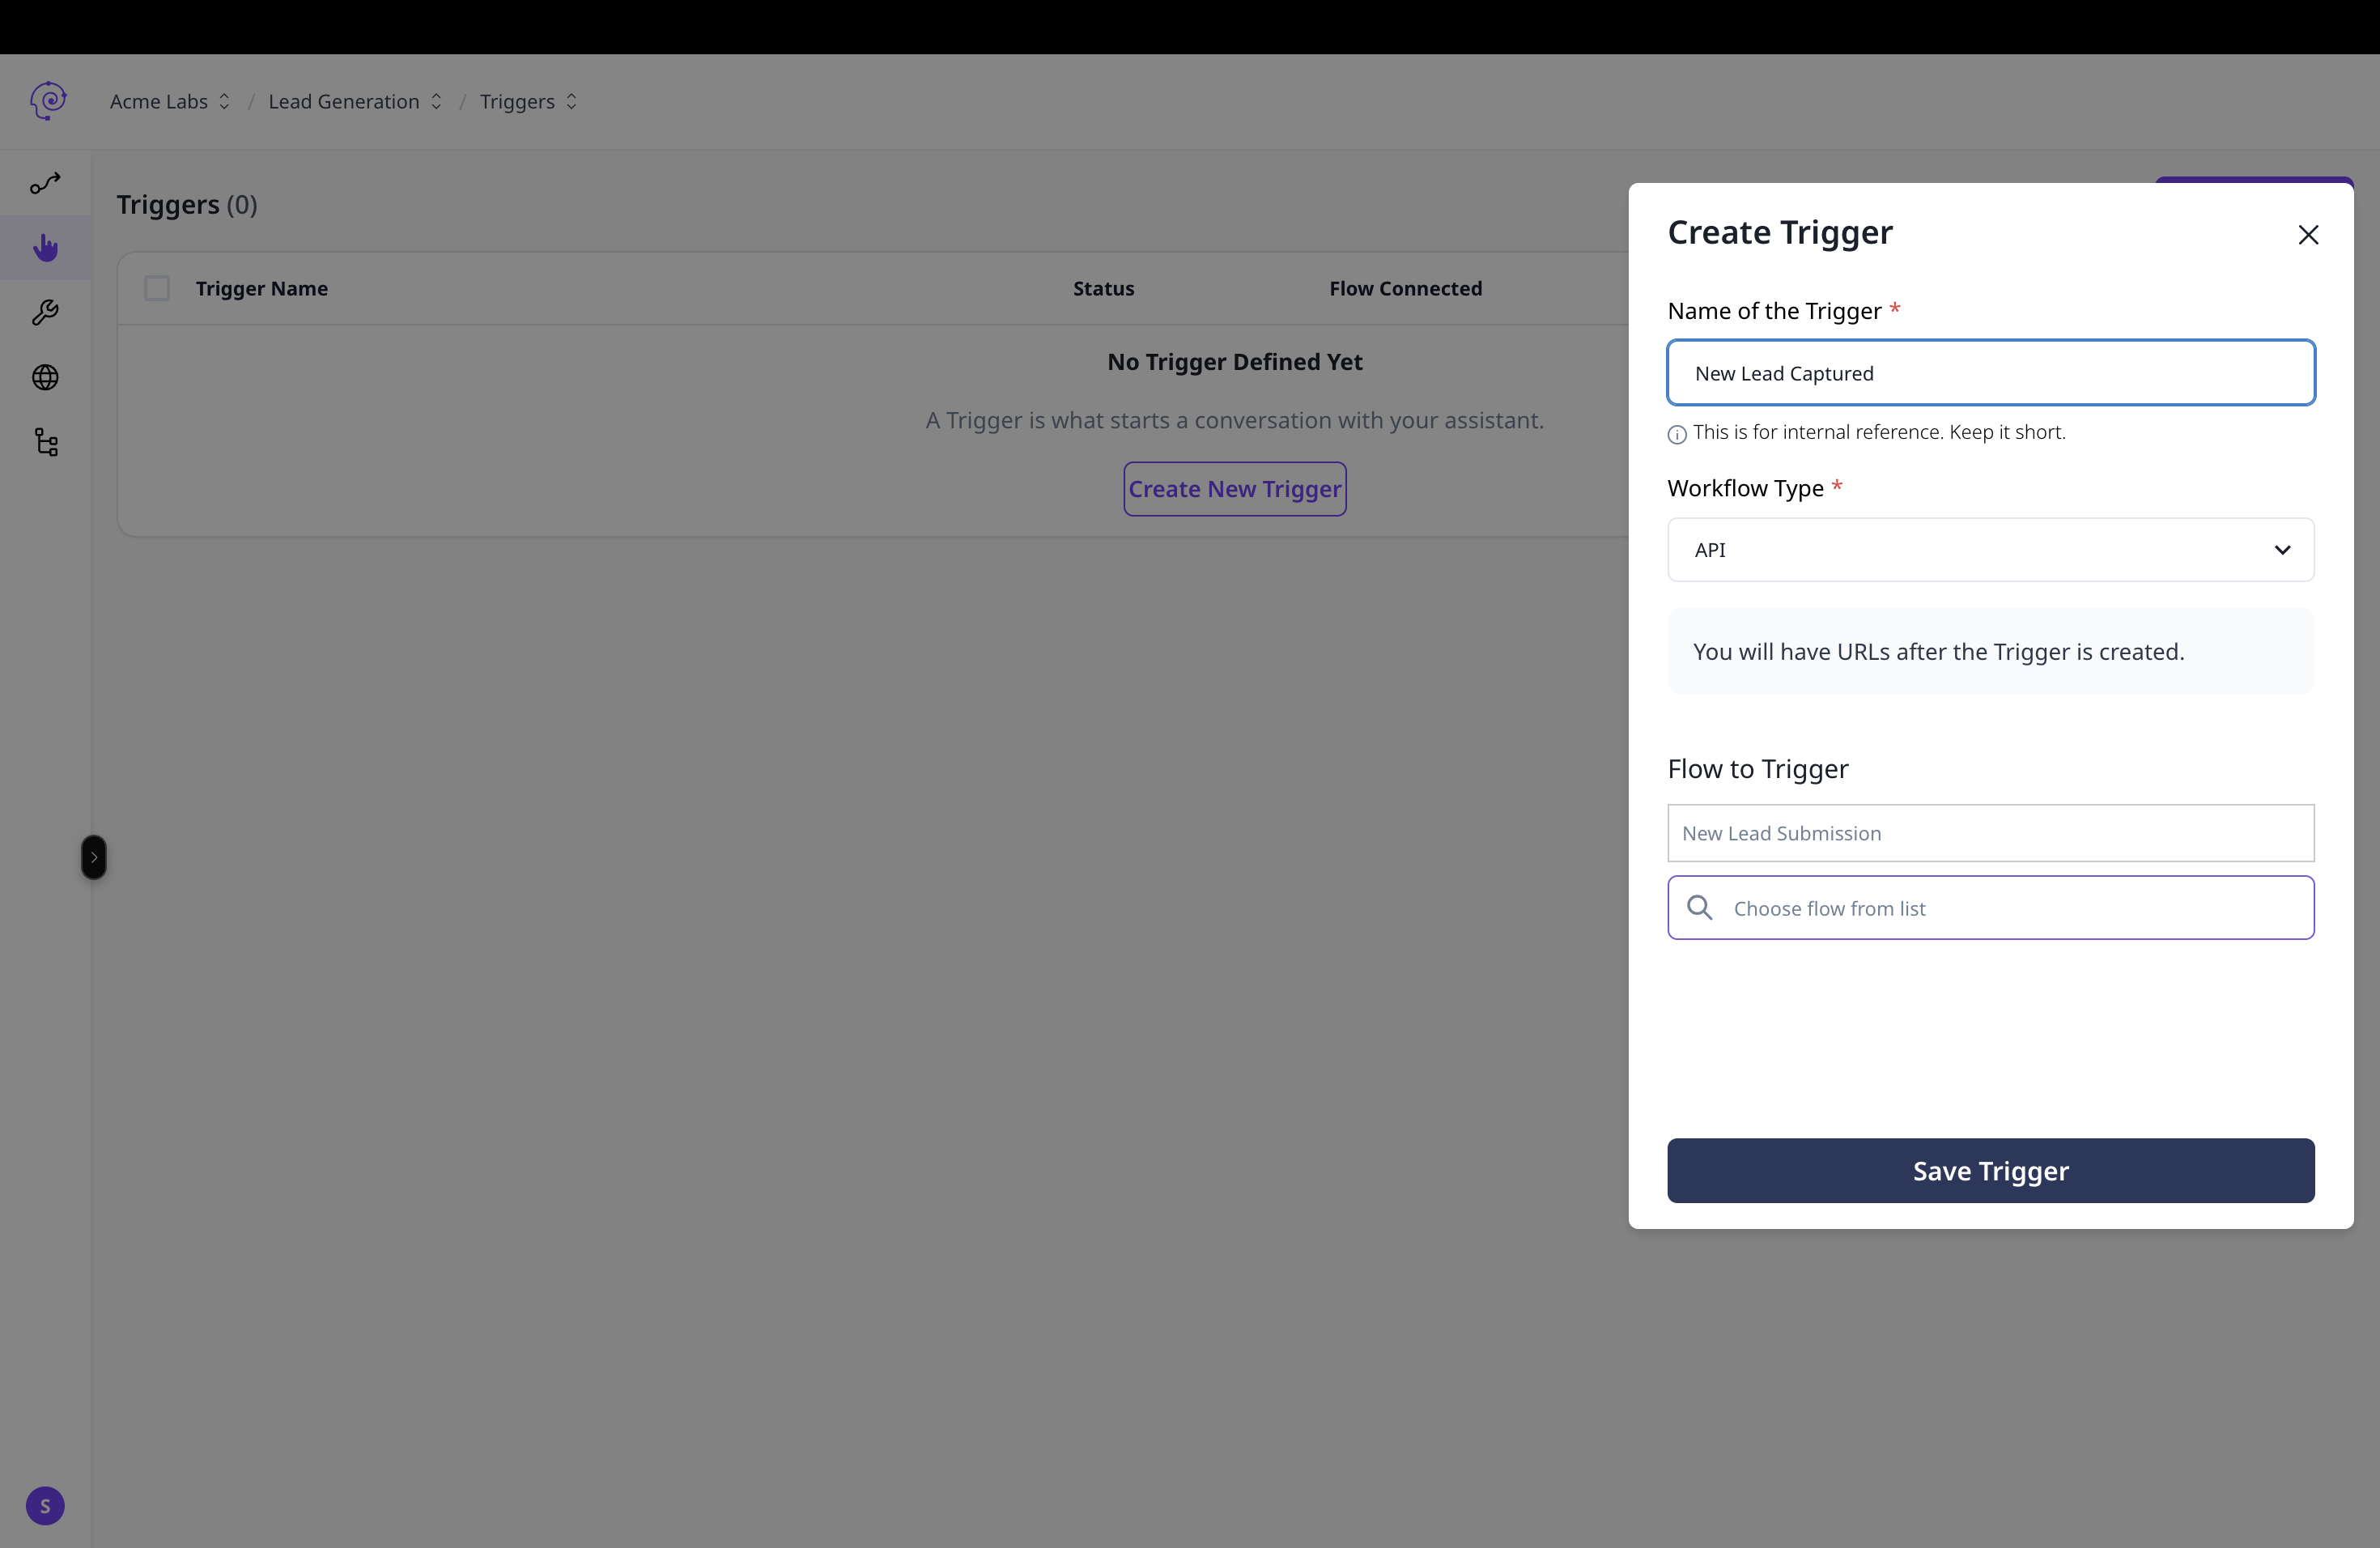 Acme Labs / Lead Generation / Triggers
Triggers (0)
Trigger Name Status Flow Connected
No Trigger Defined Yet
A Trigger is what starts a conversation with your assistant.
Create New Trigger
S
Create Trigger
Name of the Trigger *
New Lead Captured
This is for internal reference. Keep it short.
Workflow Type *
API
You will have URLs after the Trigger is created.
Flow to Trigger
New Lead Submission
Choose flow from list
Save Trigger